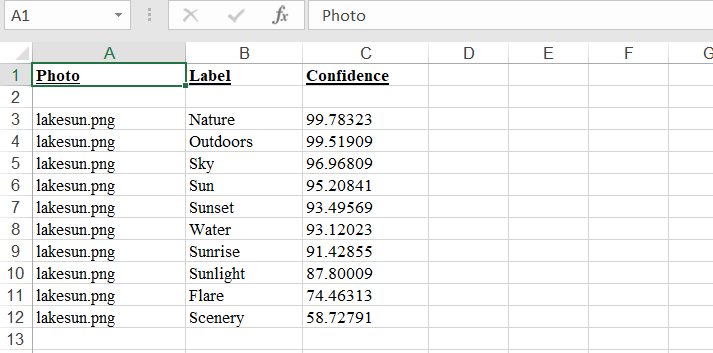 A1 fx Photo
A B C D E F G
1 Photo Label Confidence
2
3 lakesun.png Nature 99.78323
4 lakesun.png Outdoors 99.51909
5 lakesun.png Sky 96.96809
6 lakesun.png Sun 95.20841
7 lakesun.png Sunset 93.49569
8 lakesun.png Water 93.12023
9 lakesun.png Sunrise 91.42855
10 lakesun.png Sunlight 87.80009
11 lakesun.png Flare 74.46313
12 lakesun.png Scenery 58.72791
13